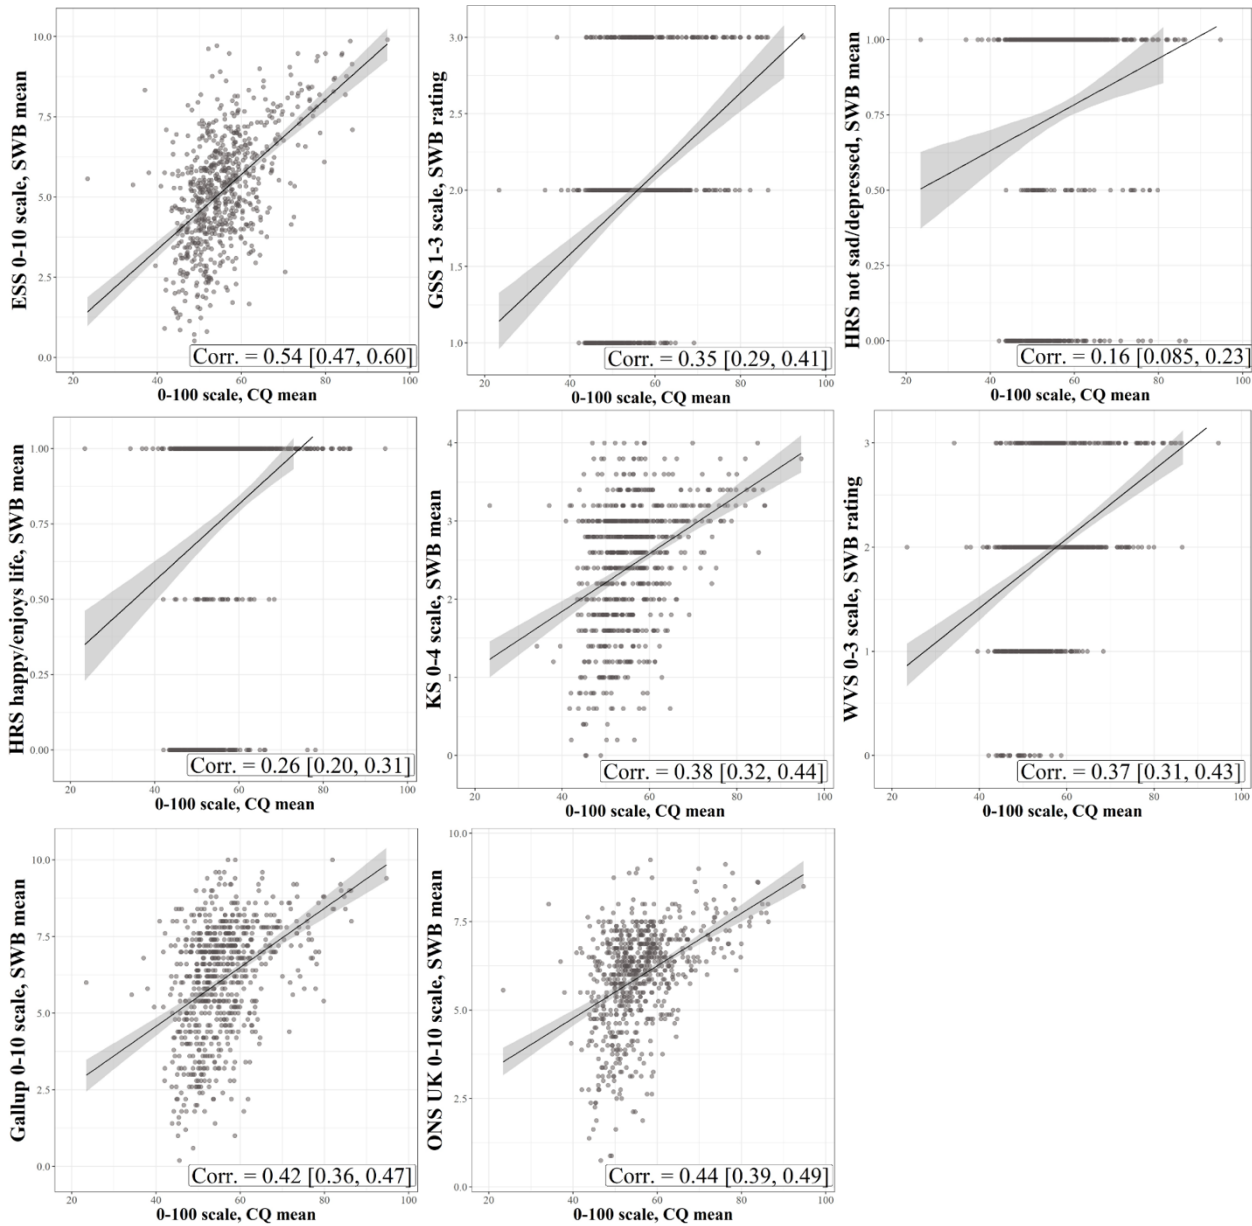 ESS 0-10 scale, SWB mean
10.0
7.5
5.0
2.5
0.0
Corr. = 0.54 [0.47, 0.60]
20 40 60 80 100
0-100 scale, CQ mean
GSS 1-3 scale, SWB rating
3.0
2.5
2.0
1.5
1.0
Corr. = 0.35 [0.29, 0.41]
20 40 60 80 100
0-100 scale, CQ mean
HRS not sad/depressed, SWB mean
1.00
0.75
0.50
0.25
0.00
Corr. = 0.16 [0.085, 0.23]
20 40 60 80 100
0-100 scale, CQ mean
HRS happy/enjoys life, SWB mean
1.00
0.75
0.50
0.25
0.00
Corr. = 0.26 [0.20, 0.31]
20 40 60 80 100
0-100 scale, CQ mean
KS 0-4 scale, SWB mean
4
3
2
1
0
Corr. = 0.38 [0.32, 0.44]
20 40 60 80 100
0-100 scale, CQ mean
WVS 0-3 scale, SWB rating
3
2
1
0
Corr. = 0.37 [0.31, 0.43]
20 40 60 80 100
0-100 scale, CQ mean
Gallup 0-10 scale, SWB mean
10.0
7.5
5.0
2.5
0.0
Corr. = 0.42 [0.36, 0.47]
20 40 60 80 100
0-100 scale, CQ mean
ONS UK 0-10 scale, SWB mean
10.0
7.5
5.0
2.5
0.0
Corr. = 0.44 [0.39, 0.49]
20 40 60 80 100
0-100 scale, CQ mean